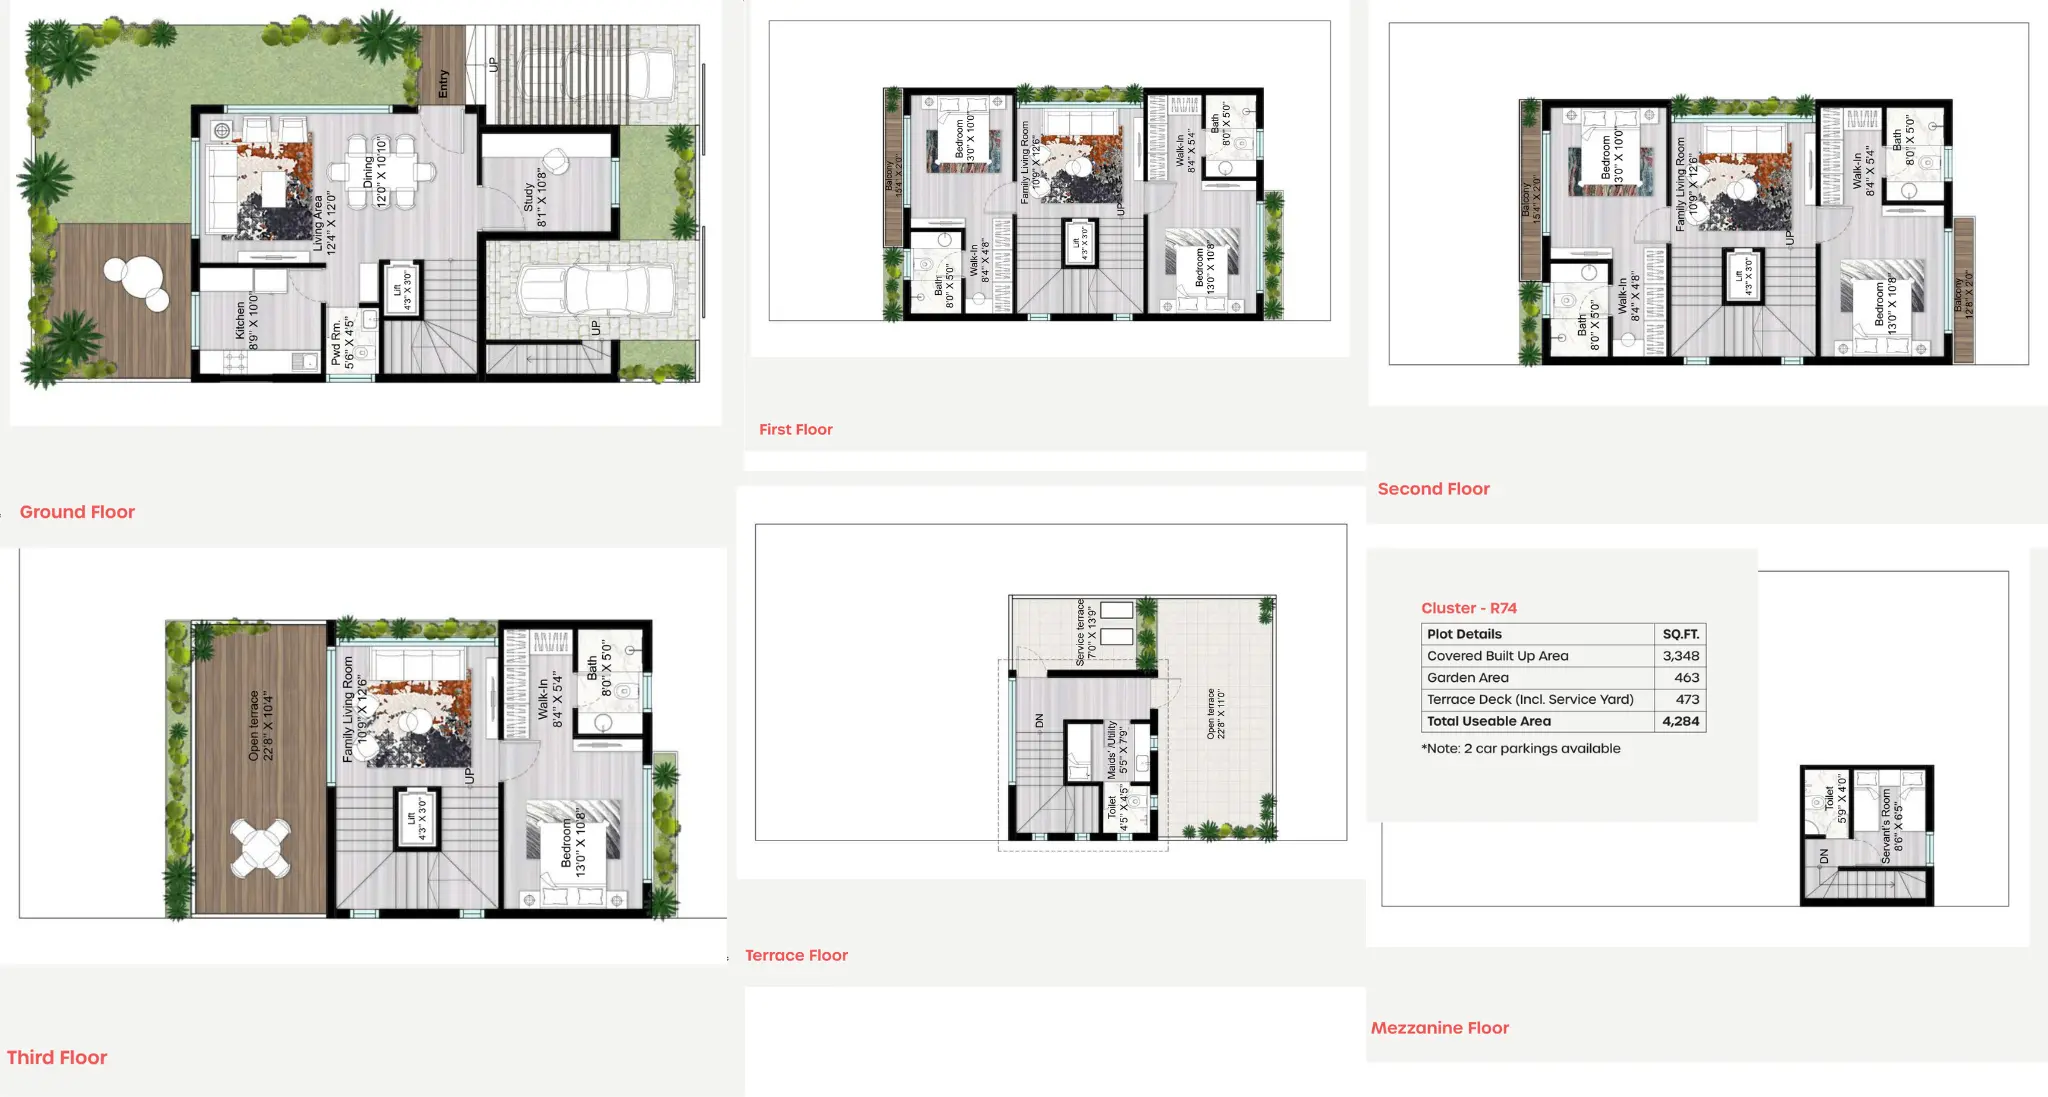 Entry
UP
Living Area
12'4" X 12'0"
Dining
12'0" X 10'10"
Study
8'1" X 10'8"
Kitchen
8'9" X 10'0"
Pwd Rm.
5'6" X 4'5"
Lift
4'3" X 3'0"
UP
Ground Floor
Balcony
15'4" X 2'0"
Bedroom
13'0" X 10'0"
Family Living Room
10'9" X 12'6"
Walk-In
8'4" X 5'4"
Bath
8'0" X 5'0"
UP
Lift
4'3" X 3'0"
Bath
8'0" X 5'0"
Walk-In
8'4" X 4'8"
Bedroom
13'0" X 10'8"
First Floor
Balcony
15'4" X 2'0"
Bedroom
13'0" X 10'0"
Family Living Room
10'9" X 12'6"
Walk-In
8'4" X 5'4"
Bath
8'0" X 5'0"
UP
Lift
4'3" X 3'0"
Bath
8'0" X 5'0"
Walk-In
8'4" X 4'8"
Bedroom
13'0" X 10'8"
Balcony
12'8" X 2'0"
Second Floor
Open terrace
22'8" X 10'4"
Family Living Room
10'9" X 12'6"
Walk-In
8'4" X 5'4"
Bath
8'0" X 5'0"
UP
Lift
4'3" X 3'0"
Bedroom
13'0" X 10'8"
Third Floor
Service terrace
7'0" X 13'9"
DN
Maids' /Utility
5'5" X 7'9"
Toilet
4'5" X 4'5"
Open terrace
22'8" X 11'0"
Terrace Floor
Cluster - R74
Plot Details SQ.FT.
Covered Built Up Area 3,348
Garden Area 463
Terrace Deck (Incl. Service Yard) 473
Total Useable Area 4,284
*Note: 2 car parkings available
Toilet
5'9" X 4'0"
Servant's Room
8'6" X 6'5"
DN
Mezzanine Floor